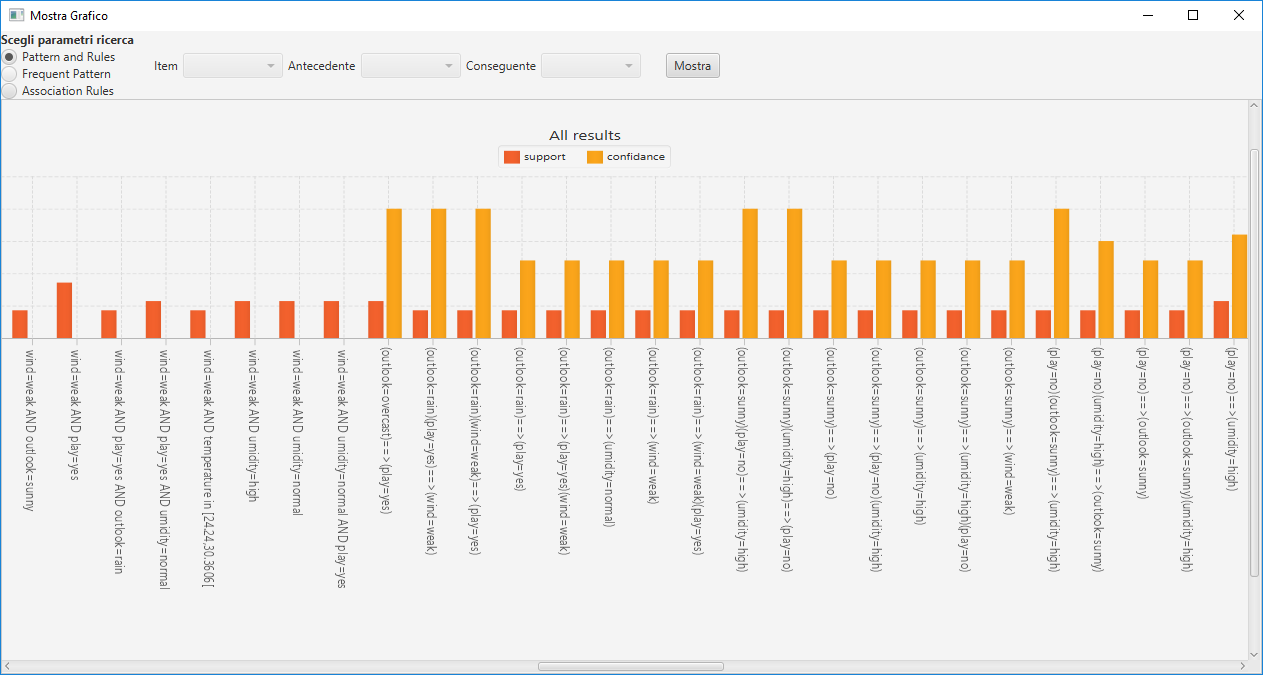 Mostra Grafico
Scegli parametri ricerca
Pattern and Rules
Frequent Pattern
Association Rules
Item
Antecedente
Conseguente
Mostra
All results
support
confidance
wind=weak AND outlook=sunny
wind=weak AND play=yes
wind=weak AND play=yes AND outlook=rain
wind=weak AND play=yes AND umidity=normal
wind=weak AND temperature in [24.24,30.3606[
wind=weak AND umidity=high
wind=weak AND umidity=normal
wind=weak AND umidity=normal AND play=yes
(outlook=overcast)==>(play=yes)
(outlook=rain)(play=yes)==>(wind=weak)
(outlook=rain)(wind=weak)==>(play=yes)
(outlook=rain)==>(play=yes)
(outlook=rain)==>(play=yes)(wind=weak)
(outlook=rain)==>(umidity=normal)
(outlook=rain)==>(wind=weak)
(outlook=rain)==>(wind=weak)(play=yes)
(outlook=sunny)(play=no)==>(umidity=high)
(outlook=sunny)(umidity=high)==>(play=no)
(outlook=sunny)==>(play=no)
(outlook=sunny)==>(play=no)(umidity=high)
(outlook=sunny)==>(umidity=high)
(outlook=sunny)==>(umidity=high)(play=no)
(outlook=sunny)==>(wind=weak)
(play=no)(outlook=sunny)==>(umidity=high)
(play=no)(umidity=high)==>(outlook=sunny)
(play=no)==>(outlook=sunny)
(play=no)==>(outlook=sunny)(umidity=high)
(play=no)==>(umidity=high)